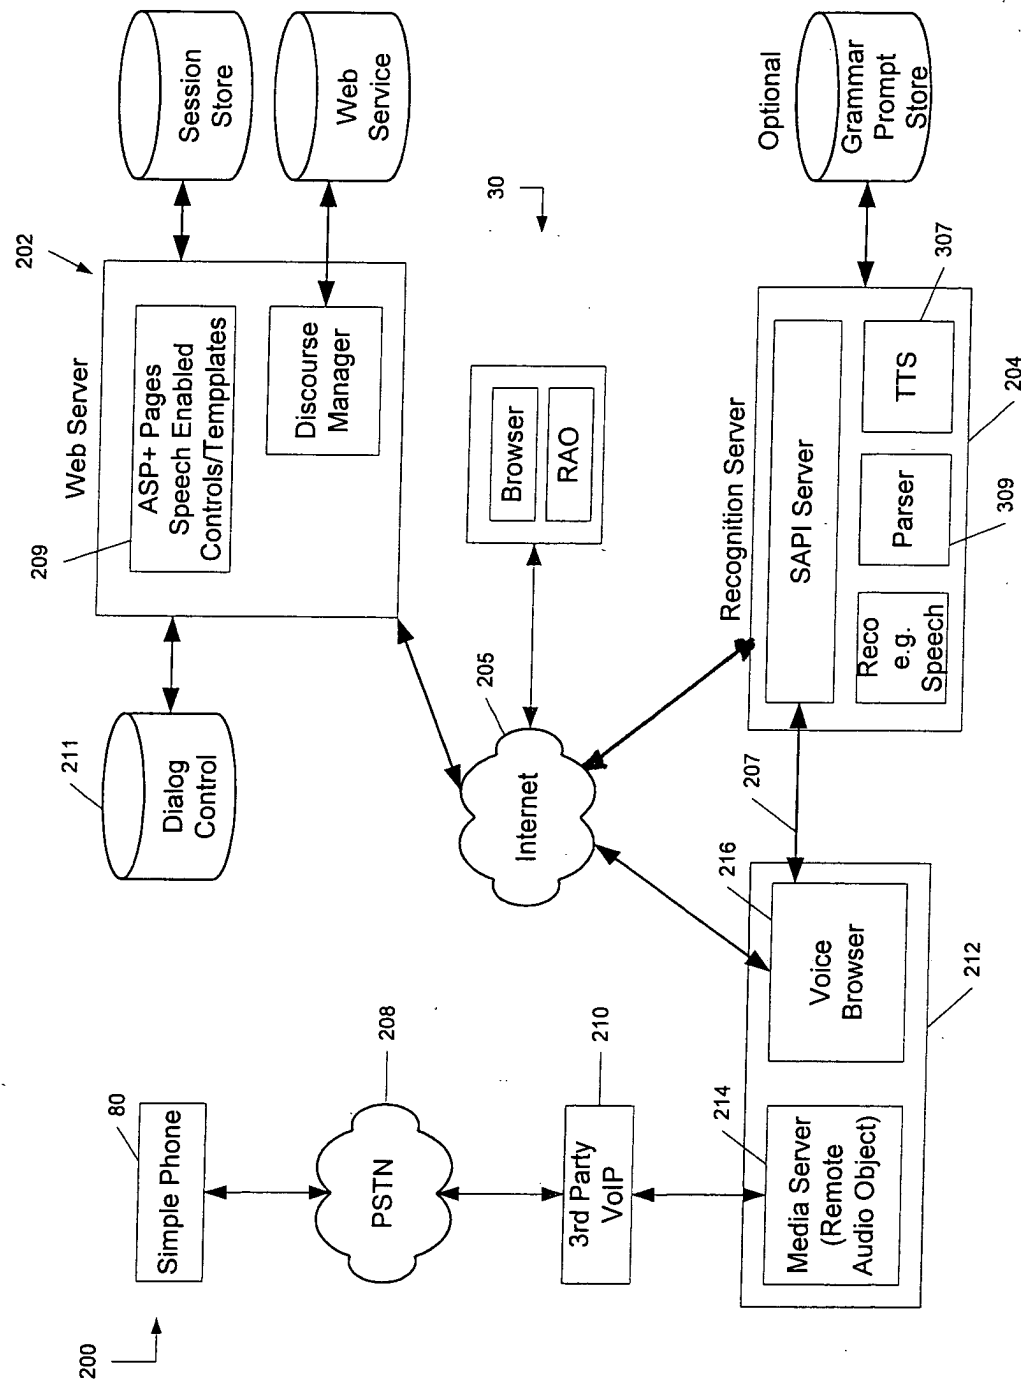 200
80
Simple Phone
PSTN
208
3rd Party
VoIP
210
214
Media Server
(Remote
Audio Object)
216
Voice
Browser
212
211
Dialog
Control
205
Internet
207
Web Server
202
209
ASP+ Pages
Speech Enabled
Controls/Tempplates
Discourse
Manager
Session
Store
Web
Service
30
Browser
RAO
Recognition Server
SAPI Server
Reco
e.g.
Speech
Parser
309
TTS
307
204
Optional
Grammar
Prompt
Store